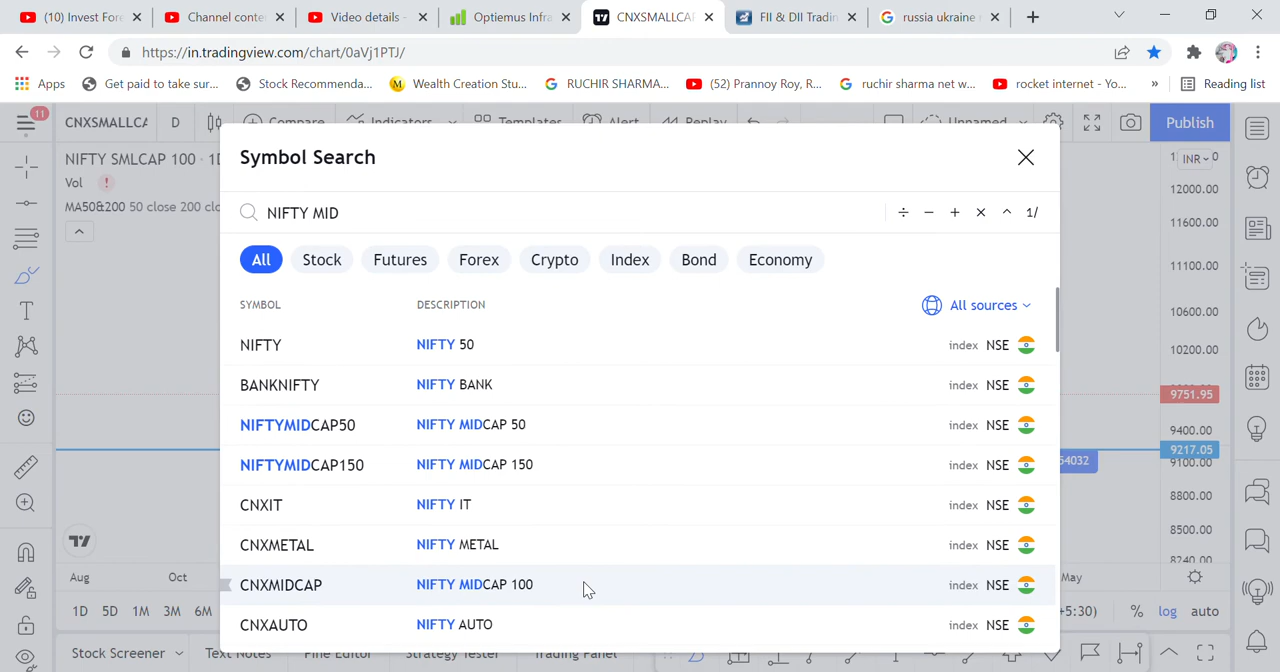 (10) Invest For
Channel conte
Video details -
Optiemus Infra
CNXSMALLCA
FII & DII Tradin
russia ukraine
https://in.tradingview.com/chart/0aVj1PTJ/
Apps
Get paid to take sur...
Stock Recommenda...
Wealth Creation Stu...
RUCHIR SHARMA...
(52) Prannoy Roy, R...
ruchir sharma net w...
rocket internet - Yo...
»
Reading list
11
CNXSMALLCA
D
Compare
Indicators
Templates
Alert
Replay
Unnamed
Publish
NIFTY SMLCAP 100 · 1D
Vol
MA50&200 50 close 200 clo
Symbol Search
NIFTY MID
÷ − + × ^ 1/
All
Stock
Futures
Forex
Crypto
Index
Bond
Economy
SYMBOL DESCRIPTION
All sources
NIFTY NIFTY 50 index NSE
BANKNIFTY NIFTY BANK index NSE
NIFTYMIDCAP50 NIFTY MIDCAP 50 index NSE
NIFTYMIDCAP150 NIFTY MIDCAP 150 index NSE
CNXIT NIFTY IT index NSE
CNXMETAL NIFTY METAL index NSE
CNXMIDCAP NIFTY MIDCAP 100 index NSE
CNXAUTO NIFTY AUTO index NSE
INR
12000.00
11600.00
11100.00
10600.00
10200.00
9751.95
9400.00
9217.05
9100.00
8800.00
8500.00
8240.00
54032
Aug
Oct
May
1D 5D 1M 3M 6M
+5:30)
%
log
auto
Stock Screener
Text Notes
Pine Editor
Strategy Tester
Trading Panel